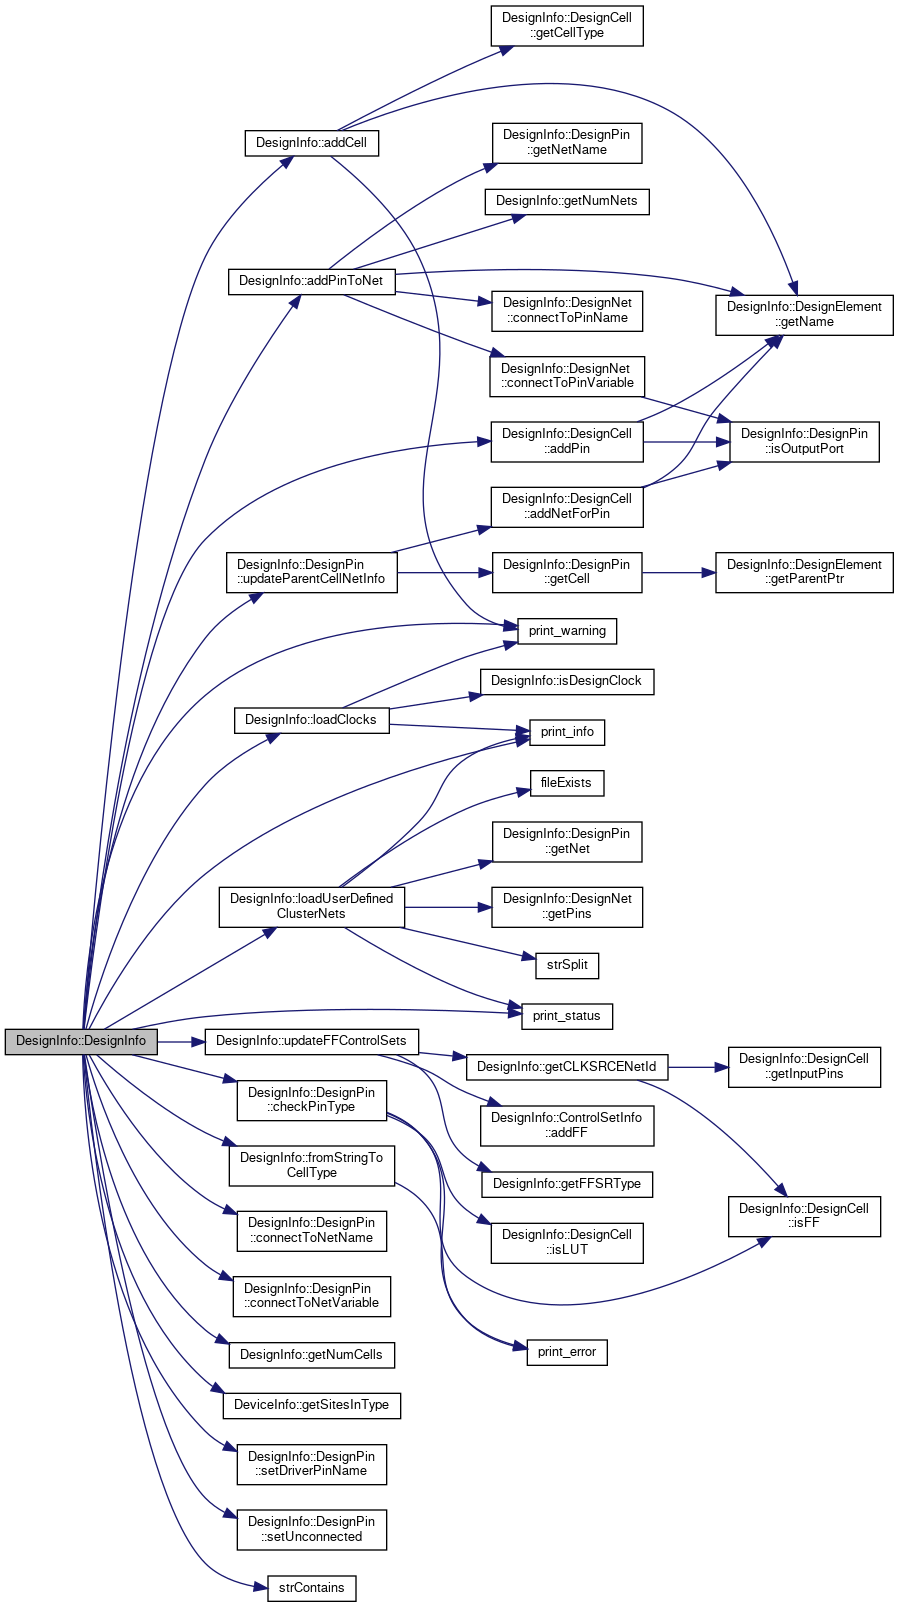 DesignInfo::DesignCell
::getCellType
DesignInfo::addCell
DesignInfo::DesignPin
::getNetName
DesignInfo::getNumNets
DesignInfo::addPinToNet
DesignInfo::DesignNet
::connectToPinName
DesignInfo::DesignElement
::getName
DesignInfo::DesignNet
::connectToPinVariable
DesignInfo::DesignCell
::addPin
DesignInfo::DesignPin
::isOutputPort
DesignInfo::DesignCell
::addNetForPin
DesignInfo::DesignPin
::updateParentCellNetInfo
DesignInfo::DesignPin
::getCell
DesignInfo::DesignElement
::getParentPtr
print_warning
DesignInfo::isDesignClock
DesignInfo::loadClocks
print_info
fileExists
DesignInfo::DesignPin
::getNet
DesignInfo::loadUserDefined
ClusterNets
DesignInfo::DesignNet
::getPins
strSplit
print_status
DesignInfo::DesignInfo
DesignInfo::updateFFControlSets
DesignInfo::getCLKSRCENetId
DesignInfo::DesignCell
::getInputPins
DesignInfo::DesignPin
::checkPinType
DesignInfo::ControlSetInfo
::addFF
DesignInfo::fromStringTo
CellType
DesignInfo::getFFSRType
DesignInfo::DesignCell
::isFF
DesignInfo::DesignPin
::connectToNetName
DesignInfo::DesignCell
::isLUT
DesignInfo::DesignPin
::connectToNetVariable
DesignInfo::getNumCells
print_error
DeviceInfo::getSitesInType
DesignInfo::DesignPin
::setDriverPinName
DesignInfo::DesignPin
::setUnconnected
strContains